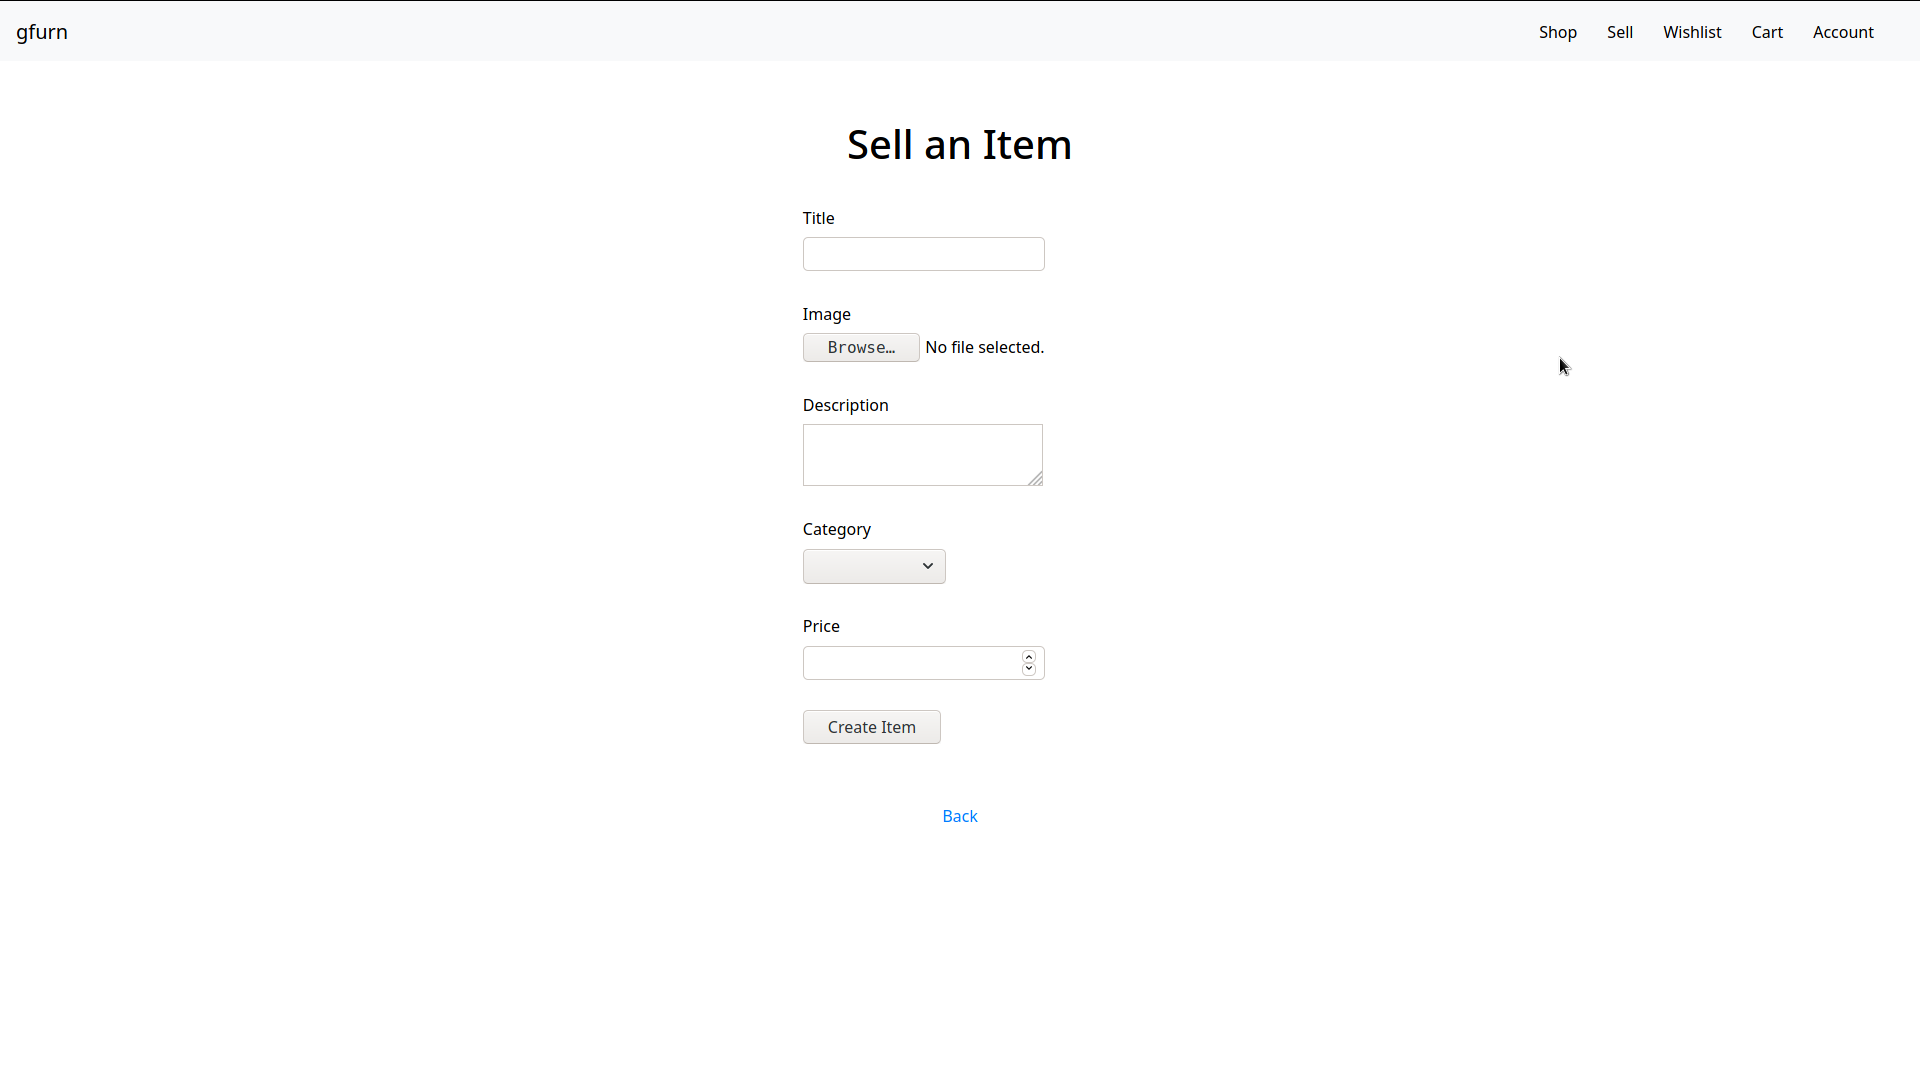 gfurn
Shop Sell Wishlist Cart Account
Sell an Item
Title
Image
Browse… No file selected.
Description
Category
Price
Create Item
Back